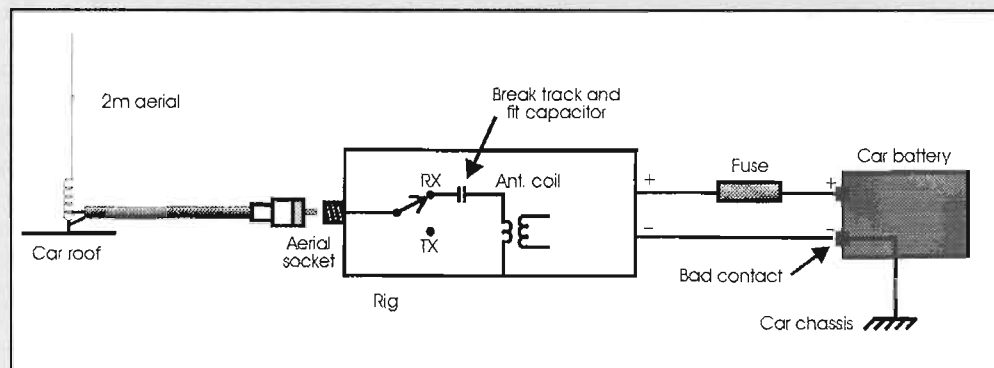 2m aerial
Break track and
fit capacitor
RX
Ant. coil
Fuse
Car battery
+
+
TX
−
−
Car roof
Aerial
socket
Rig
Bad contact
Car chassis